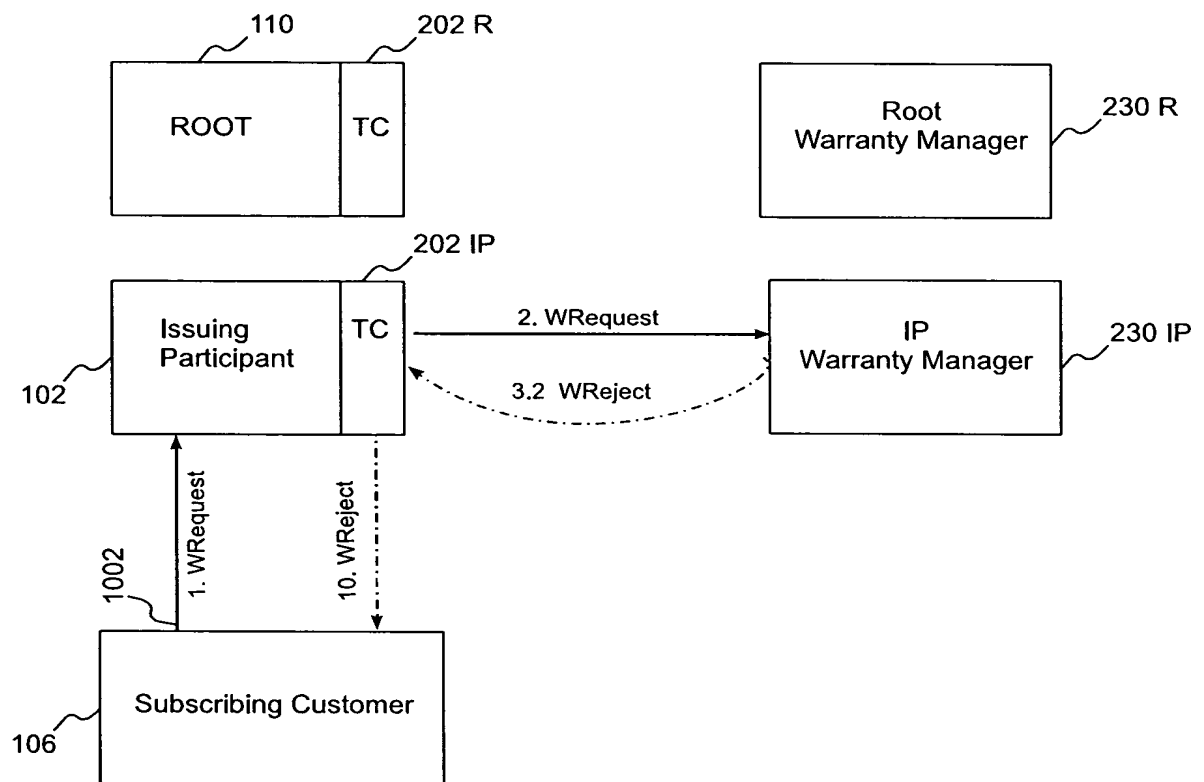 110
202 R
ROOT
TC
Root
Warranty Manager
230 R
202 IP
Issuing
Participant
TC
2. WRequest
IP
Warranty Manager
230 IP
102
3.2 WReject
1. WRequest
10. WReject
1002
Subscribing Customer
106